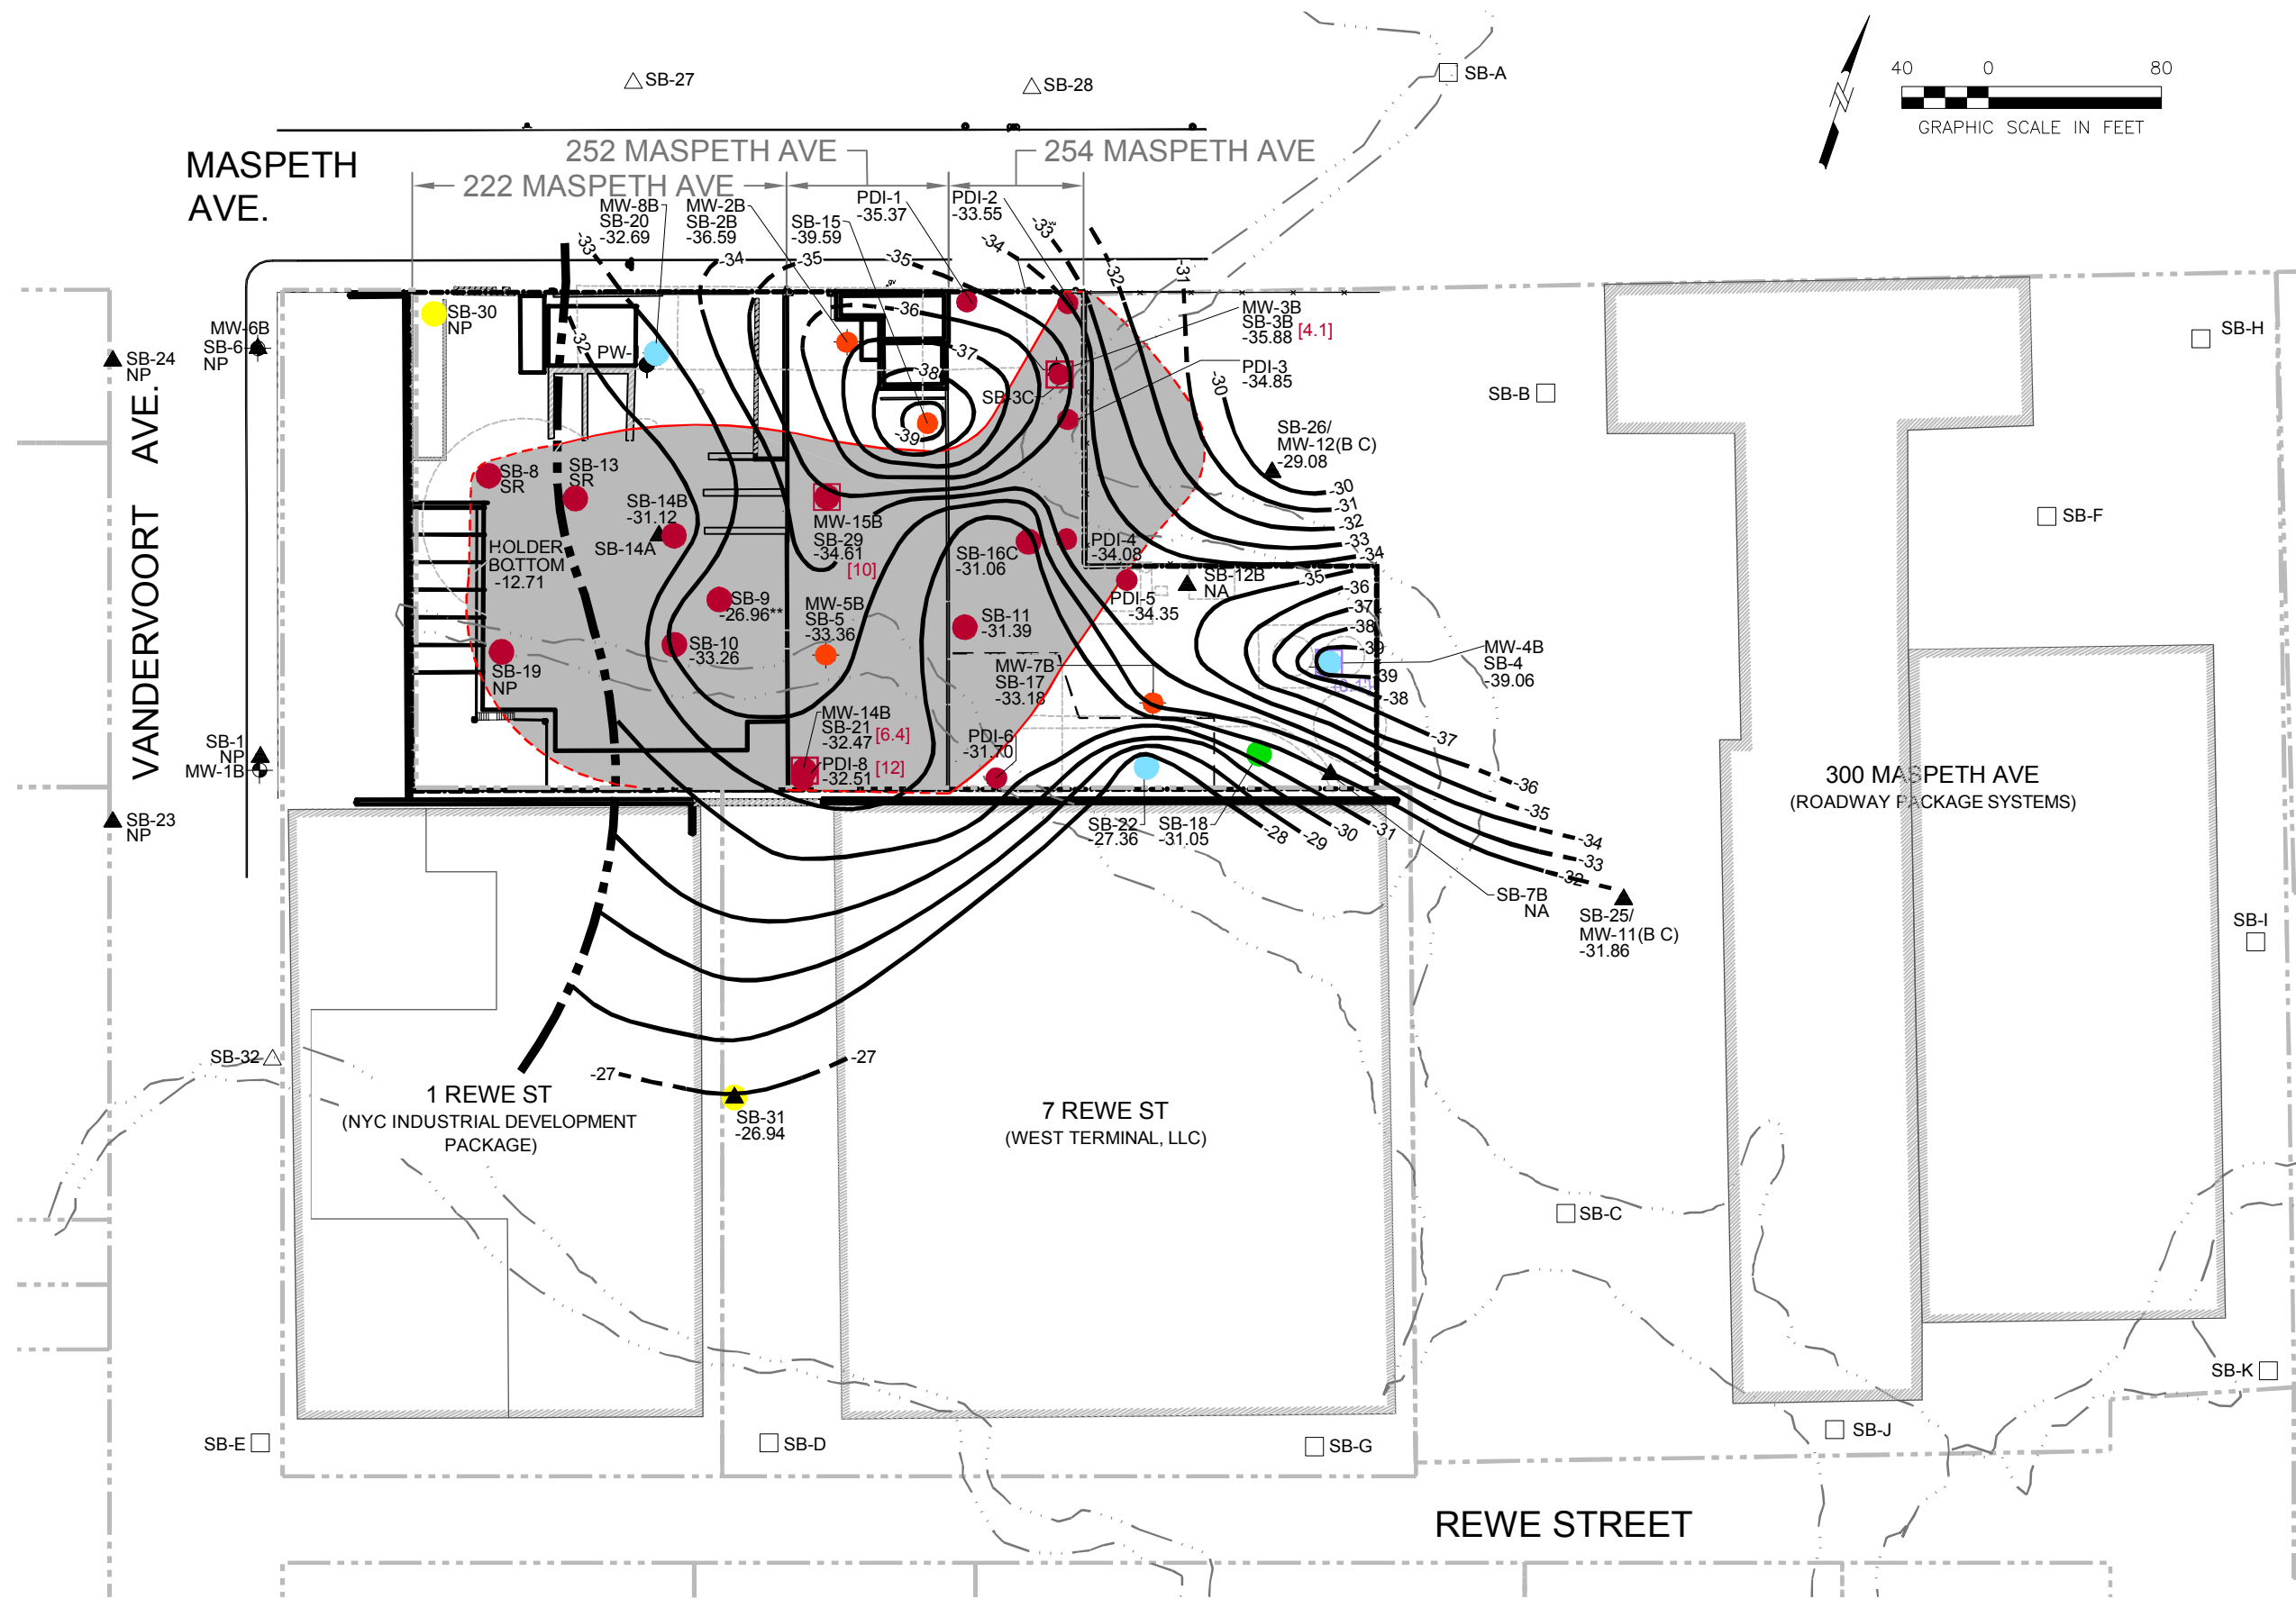 SB-27
SB-28
SB-A
40 0 80
GRAPHIC SCALE IN FEET
MASPETH
AVE.
252 MASPETH AVE
254 MASPETH AVE
222 MASPETH AVE
MW-8B
SB-20
-32.69
MW-2B
SB-2B
-36.59
SB-15
-39.59
PDI-1
-35.37
PDI-2
-33.55
-33
-34
-35
-35
-34
-33
-32
-31
-36
-37
-38
-39
-32
-30
SB-30
NP
MW-6B
SB-6
NP
SB-24
NP
PW-
MW-3B
SB-3B
-35.88 [4.1]
PDI-3
-34.85
SB-3C
SB-H
SB-B
SB-26/
MW-12(B C)
-29.08
-30
-31
-32
-33
-34
-35
-36
-37
-38
-39
-39
-38
-37
-36
-35
-34
-33
-32
SB-F
VANDERVOORT AVE.
SB-8
SR
SB-13
SR
SB-14B
-31.12
SB-14A
HOLDER
BOTTOM
-12.71
MW-15B
SB-29
-34.61
[10]
SB-16C
-31.06
PDI-4
-34.08
SB-12B
NA
PDI-5
-34.35
SB-9
-26.96**
MW-5B
SB-5
-33.36
SB-11
-31.39
SB-10
-33.26
SB-19
NP
MW-7B
SB-17
-33.18
MW-4B
SB-4
-39.06
MW-14B
SB-21
-32.47 [6.4]
PDI-8
-32.51 [12]
PDI-6
-31.70
SB-1
NP
MW-1B
SB-23
NP
SB-22
-27.36
SB-18
-31.05
-28
-29
-30
-31
300 MASPETH AVE
(ROADWAY PACKAGE SYSTEMS)
SB-7B
NA
SB-25/
MW-11(B C)
-31.86
SB-I
SB-32
-27
-27
SB-31
-26.94
1 REWE ST
(NYC INDUSTRIAL DEVELOPMENT
PACKAGE)
7 REWE ST
(WEST TERMINAL, LLC)
SB-C
SB-K
SB-J
SB-E
SB-D
SB-G
REWE STREET